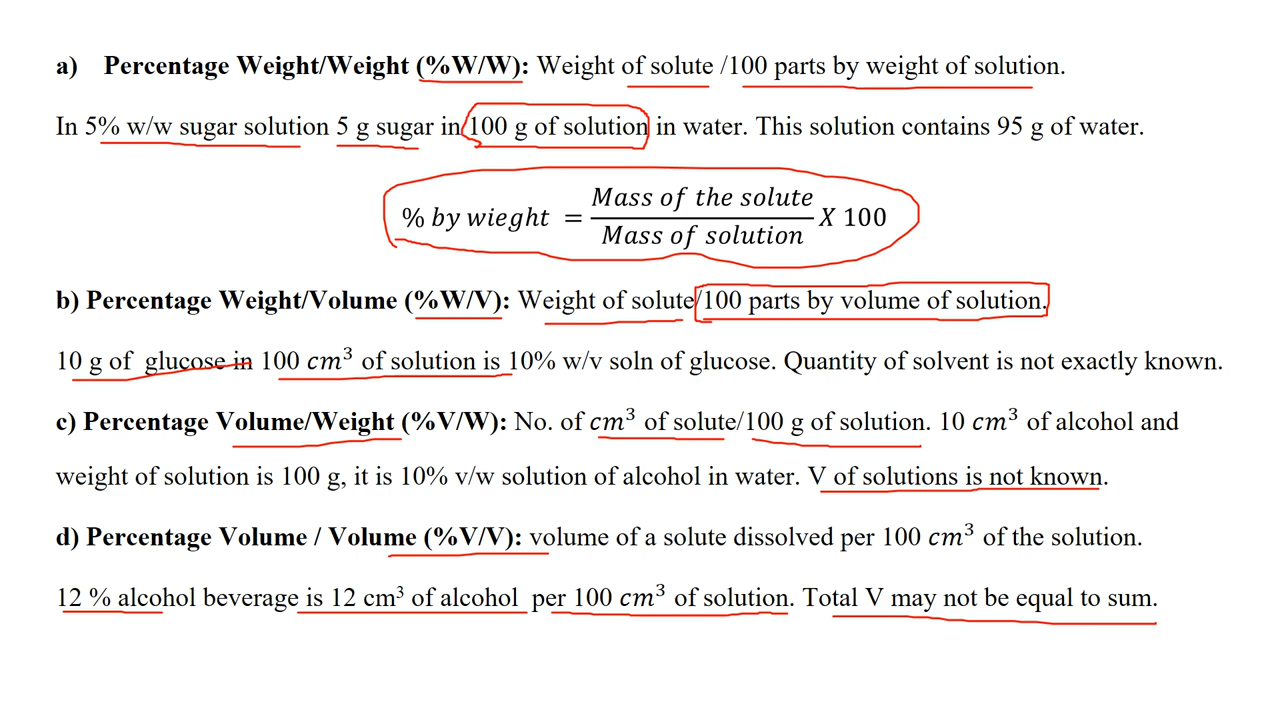 a) Percentage Weight/Weight (%W/W): Weight of solute /100 parts by weight of solution.
In 5% w/w sugar solution 5 g sugar in 100 g of solution in water. This solution contains 95 g of water.
% by wieght = Mass of the solute / Mass of solution X 100
b) Percentage Weight/Volume (%W/V): Weight of solute/100 parts by volume of solution.
10 g of glucose in 100 cm³ of solution is 10% w/v soln of glucose. Quantity of solvent is not exactly known.
c) Percentage Volume/Weight (%V/W): No. of cm³ of solute/100 g of solution. 10 cm³ of alcohol and
weight of solution is 100 g, it is 10% v/w solution of alcohol in water. V of solutions is not known.
d) Percentage Volume / Volume (%V/V): volume of a solute dissolved per 100 cm³ of the solution.
12 % alcohol beverage is 12 cm³ of alcohol per 100 cm³ of solution. Total V may not be equal to sum.